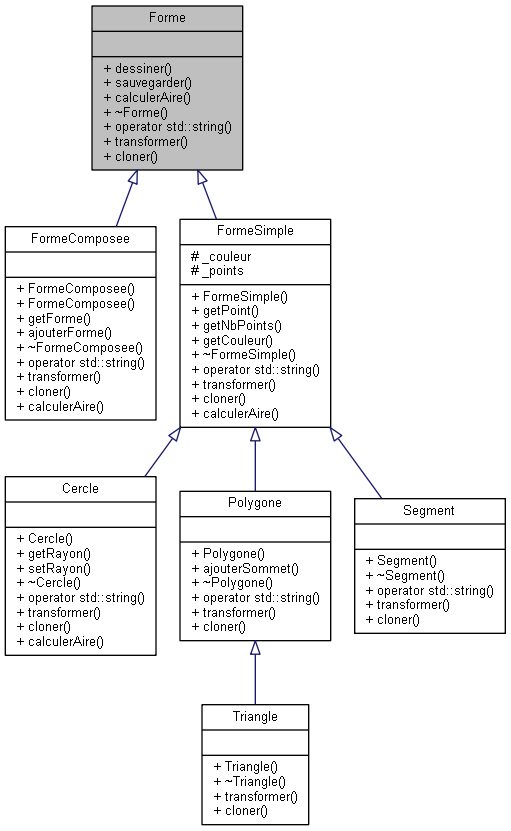 Forme
+ dessiner()
+ sauvegarder()
+ calculerAire()
+ ~Forme()
+ operator std::string()
+ transformer()
+ cloner()
FormeComposee
+ FormeComposee()
+ FormeComposee()
+ getForme()
+ ajouterForme()
+ ~FormeComposee()
+ operator std::string()
+ transformer()
+ cloner()
+ calculerAire()
FormeSimple
# _couleur
# _points
+ FormeSimple()
+ getPoint()
+ getNbPoints()
+ getCouleur()
+ ~FormeSimple()
+ operator std::string()
+ transformer()
+ cloner()
+ calculerAire()
Cercle
+ Cercle()
+ getRayon()
+ setRayon()
+ ~Cercle()
+ operator std::string()
+ transformer()
+ cloner()
+ calculerAire()
Polygone
+ Polygone()
+ ajouterSommet()
+ ~Polygone()
+ operator std::string()
+ transformer()
+ cloner()
Segment
+ Segment()
+ ~Segment()
+ operator std::string()
+ transformer()
+ cloner()
Triangle
+ Triangle()
+ ~Triangle()
+ transformer()
+ cloner()